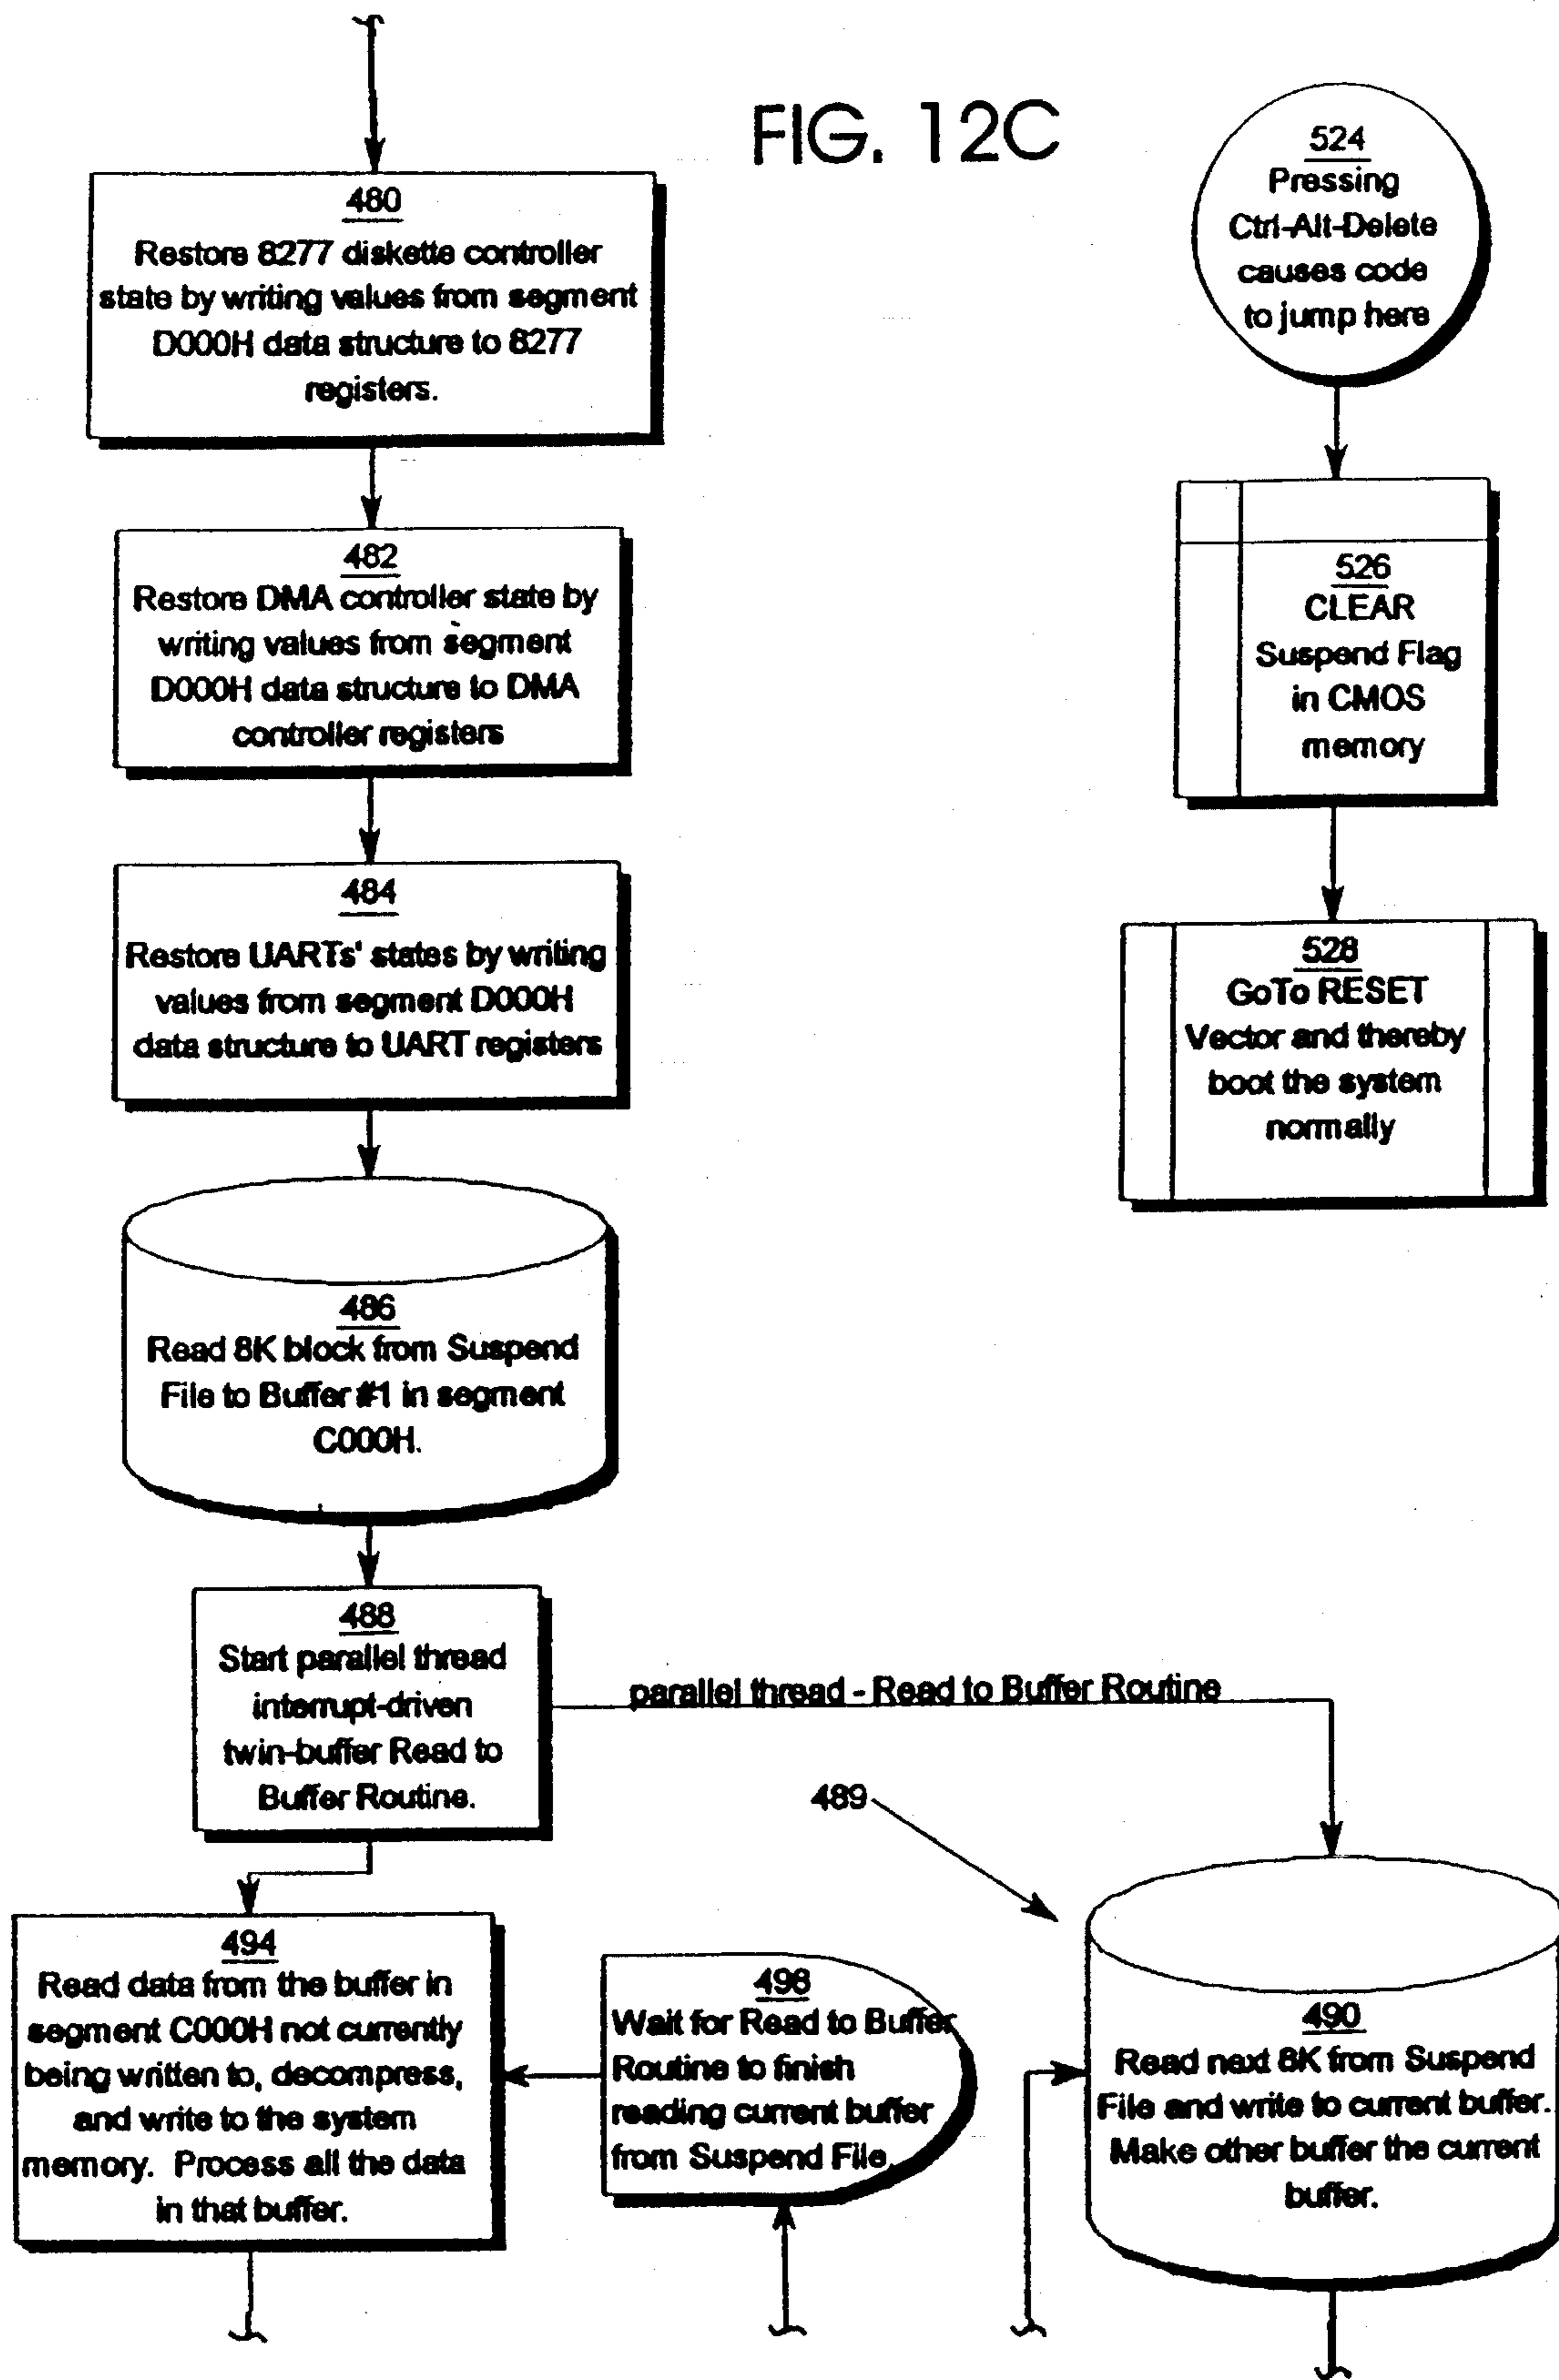 FIG. 12C
480
Restore 8277 diskette controller
state by writing values from segment
D000H data structure to 8277
registers.
482
Restore DMA controller state by
writing values from segment
D000H data structure to DMA
controller registers
484
Restore UARTs' states by writing
values from segment D000H
data structure to UART registers
486
Read 8K block from Suspend
File to Buffer #1 in segment
C000H.
488
Start parallel thread
interrupt-driven
twin-buffer Read to
Buffer Routine.
parallel thread - Read to Buffer Routine
489
494
Read data from the buffer in
segment C000H not currently
being written to, decompress,
and write to the system
memory. Process all the data
in that buffer.
498
Wait for Read to Buffer
Routine to finish
reading current buffer
from Suspend File.
490
Read next 8K from Suspend
File and write to current buffer.
Make other buffer the current
buffer.
524
Pressing
Ctrl-Alt-Delete
causes code
to jump here
526
CLEAR
Suspend Flag
in CMOS
memory
528
GoTo RESET
Vector and thereby
boot the system
normally